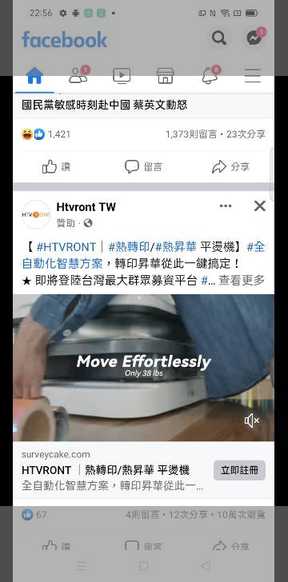 22:56
facebook
國民黨敏感時刻赴中國 蔡英文動怒
1,421
1,373則留言・23次分享
讚
留言
分享
HTVRONT
Htvront TW
贊助・
【 #HTVRONT｜#熱轉印/#熱昇華 平燙機】#全
自動化智慧方案，轉印昇華從此一鍵搞定！
★ 即將登陸台灣最大群眾募資平台 #... 查看更多
Move Effortlessly
Only 38 lbs
surveycake.com
HTVRONT｜熱轉印/熱昇華 平燙機
立即註冊
全自動化智慧方案，轉印昇華從此一...
67
4則留言・12次分享・10萬次瀏覽
讚
留言
分享